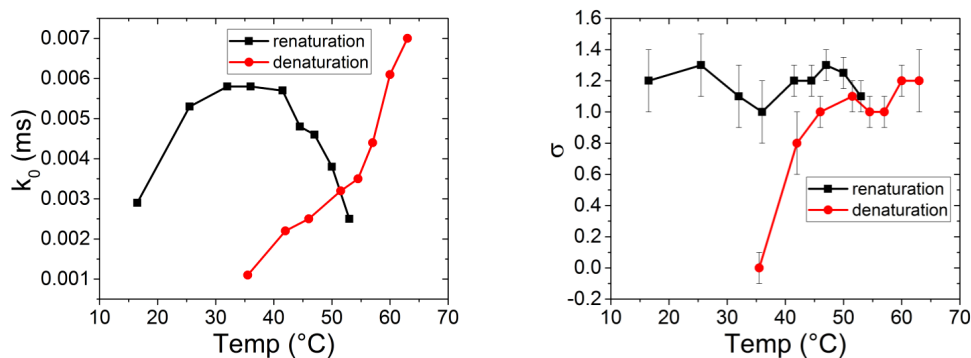 0.007
0.006
0.005
0.004
0.003
0.002
0.001
k0 (ms)
renaturation
denaturation
10 20 30 40 50 60 70
Temp (°C)
1.6
1.4
1.2
1.0
0.8
0.6
0.4
0.2
0.0
-0.2
σ
renaturation
denaturation
10 20 30 40 50 60 70
Temp (°C)